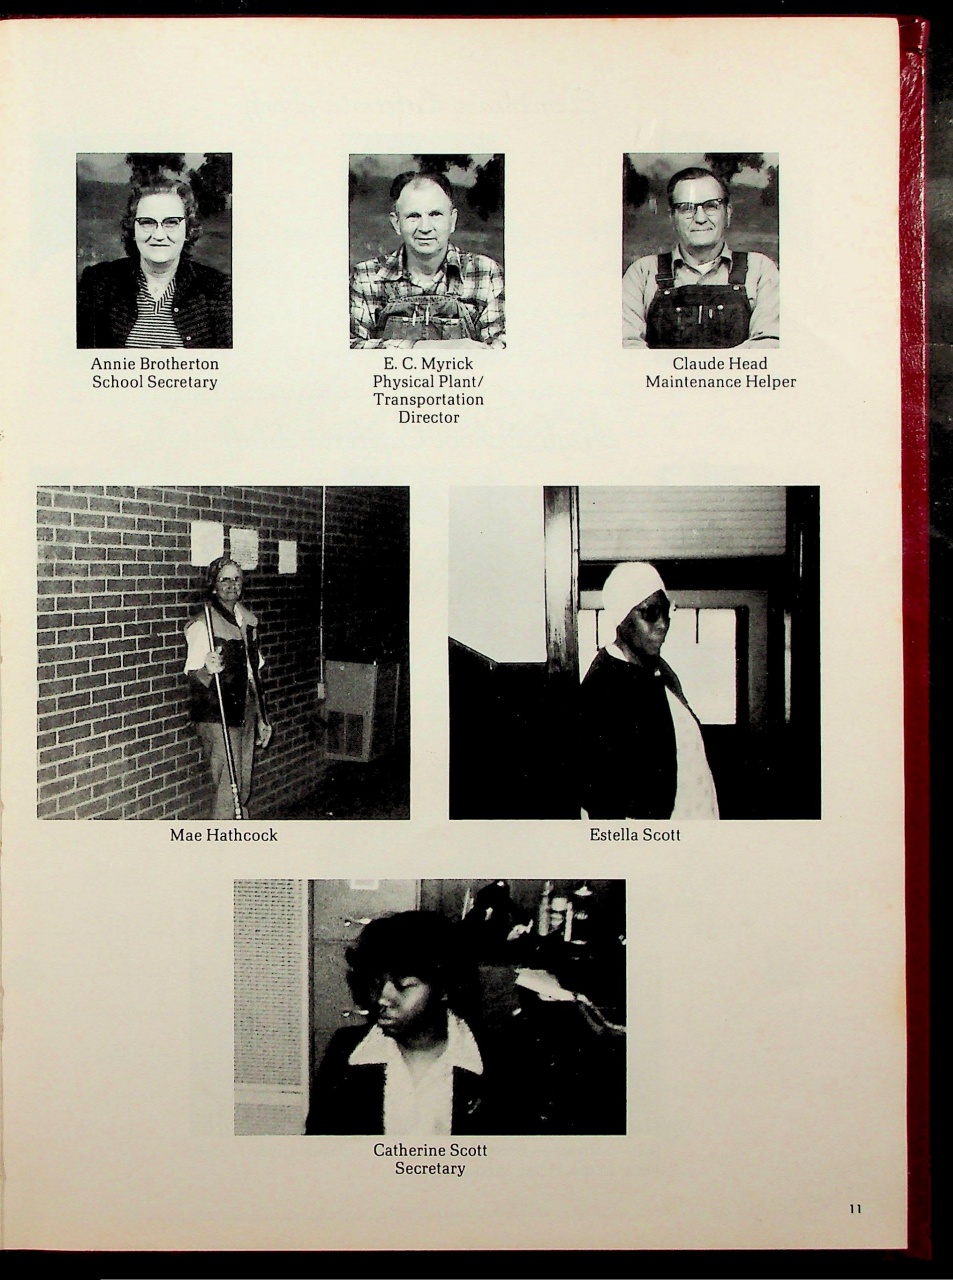 Annie Brotherton
School Secretary
E. C. Myrick
Physical Plant/
Transportation
Director
Claude Head
Maintenance Helper
Mae Hathcock
Estella Scott
Catherine Scott
Secretary
11